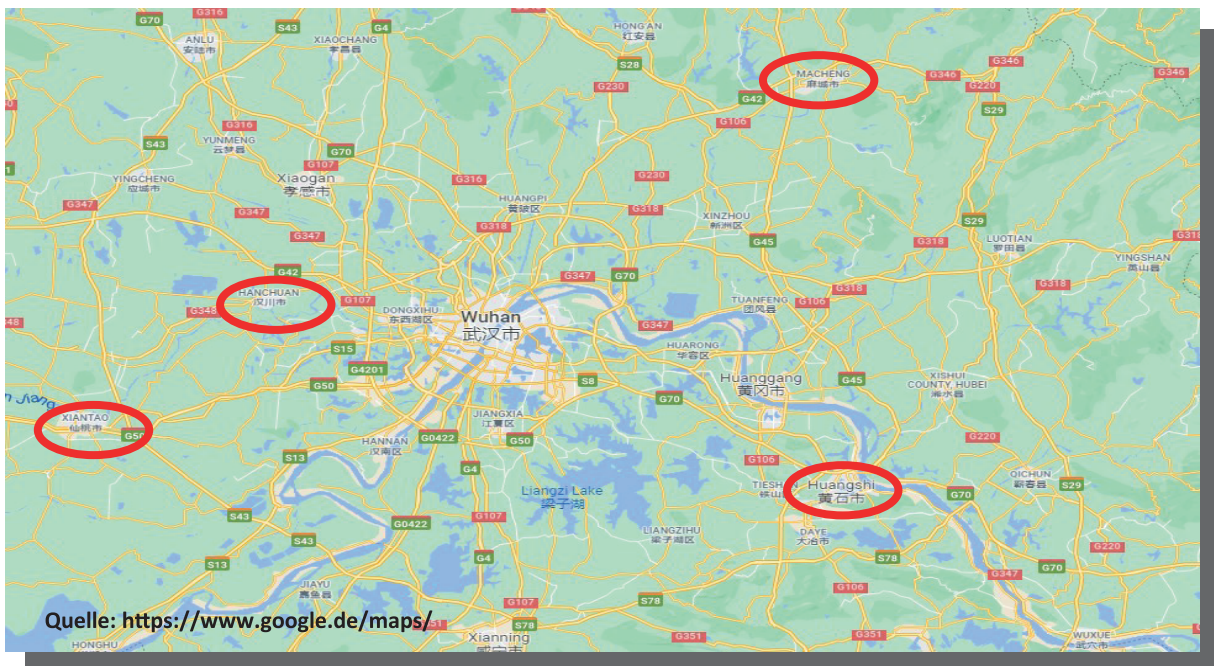 G316
G70
S43
G4
HONG'AN
红安县
ANLU
安陆市
XIAOCHANG
孝昌县
S28
G230
MACHENG
麻城市
G346
G346
G346
G220
G42
S29
G106
G316
S43
YUNMENG
云梦县
G70
G107
Xiaogan
孝感市
YINGCHENG
应城市
G316
G230
G347
G347
HUANGPI
黄陂区
G318
G318
XINZHOU
新洲区
S29
G347
G45
G318
LUOTIAN
罗田县
YINGSHAN
英山县
G42
HANCHUAN
汉川市
G348
G107
G347
G70
G318
G318
DONGXIHU
东西湖区
Wuhan
武汉市
TUANFENG
团风县
G106
G347
S15
HUARONG
华容区
G4201
G50
S8
Huanggang
黄冈市
G45
XISHUI
COUNTY, HUBEI
浠水县
G70
XIANTAO
仙桃市
G50
JIANGXIA
江夏区
HANNAN
汉南区
G0422
G50
G220
S13
G4
G106
QICHUN
蕲春县
S29
Liangzi Lake
梁子湖
Huangshi
黄石市
G70
S43
G0422
G107
LIANGZIHU
梁子湖区
DAYE
大冶市
S43
G4
S78
G220
S13
G347
G70
JIAYU
嘉鱼县
G106
G107
S78
Quelle: https://www.google.de/maps/
S78
Xianning
G351
G351
WUXUE
武穴市
HONGHU